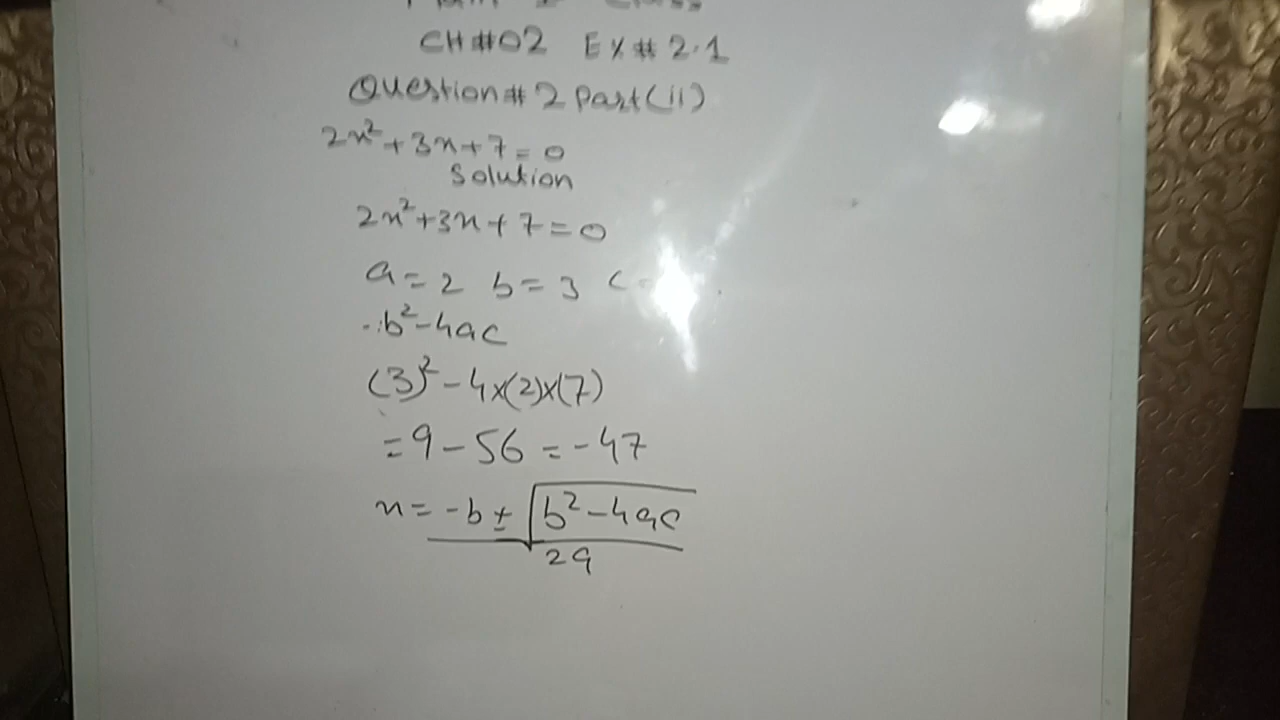 CH#02 Ex# 2.1
Question# 2 Part(ii)
2x²+3x+7=0
Solution
2x²+3x+7=0
a=2 b=3 c=
∴b²-4ac
(3)²-4x(2)x(7)
=9-56=-47
x=-b±√b²-4ac
2a